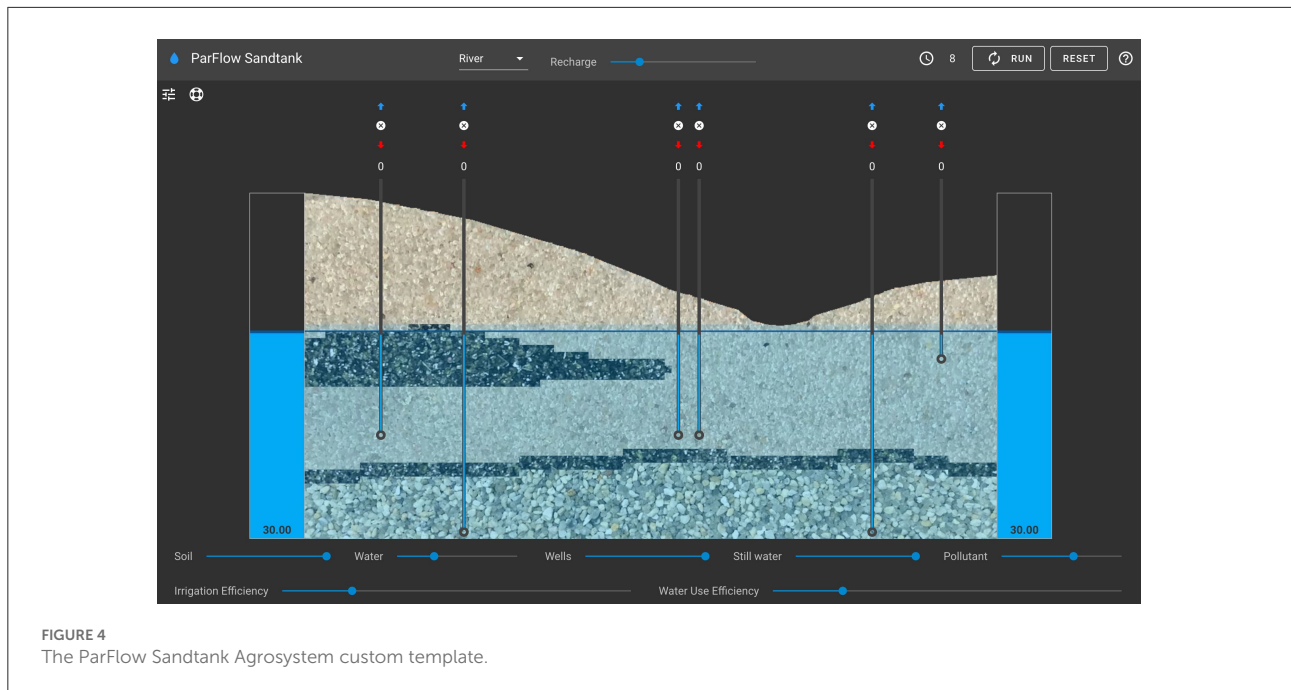 ParFlow Sandtank River Recharge 8 RUN RESET
0 0 0 0 0 0
30.00 30.00
Soil Water Wells Still water Pollutant
Irrigation Efficiency Water Use Efficiency
FIGURE 4
The ParFlow Sandtank Agrosystem custom template.